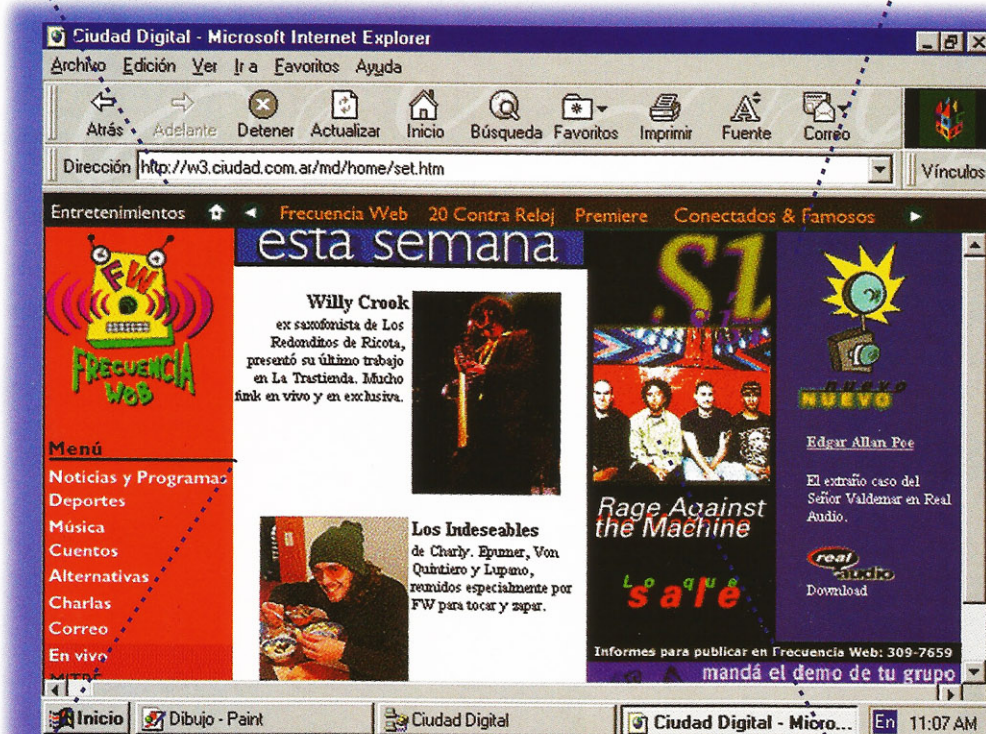 Ciudad Digital - Microsoft Internet Explorer
Archivo Edición Ver Ir a Favoritos Ayuda
Atrás Adelante Detener Actualizar Inicio Búsqueda Favoritos Imprimir Fuente Correo
Dirección http://w3.ciudad.com.ar/md/home/set.htm Vínculos
Entretenimientos Frecuencia Web 20 Contra Reloj Premiere Conectados & Famosos
FW
FRECUENCIA
WEB
Menú
Noticias y Programas
Deportes
Música
Cuentos
Alternativas
Charlas
Correo
En vivo
MITRE
esta semana
Willy Crook
ex saxofonista de Los
Redonditos de Ricota,
presentó su último trabajo
en La Trastienda. Mucho
funk en vivo y en exclusiva.
Los Indeseables
de Charly. Epumer, Von
Quintiero y Lupano,
reunidos especialmente por
FW para tocar y zapar.
Rage Against
the Machine
Lo que
sale
nuevo
NUEVO
Edgar Allan Poe
El extraño caso del
Señor Valdemar en Real
Audio.
real
audio
Download
Informes para publicar en Frecuencia Web: 309-7659
mandá el demo de tu grupo
Inicio Dibujo - Paint Ciudad Digital Ciudad Digital - Micro... En 11:07 AM